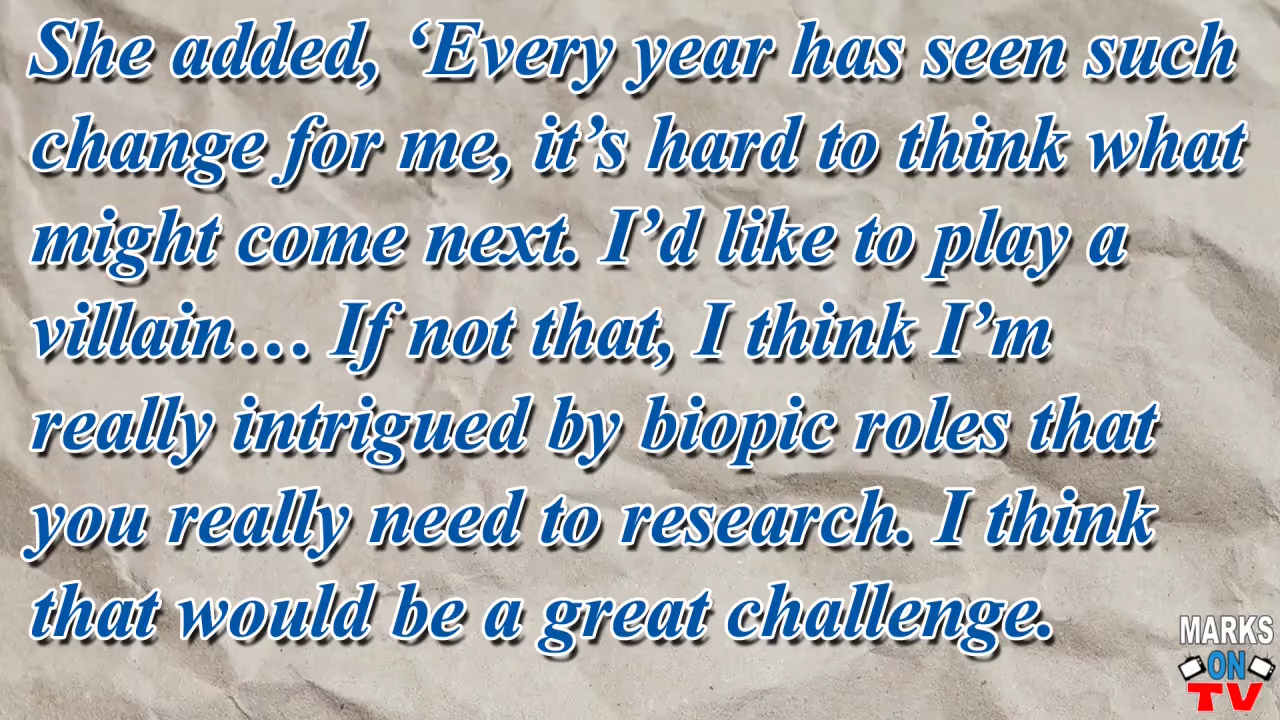 She added, ‘Every year has seen such
change for me, it’s hard to think what
might come next. I’d like to play a
villain… If not that, I think I’m
really intrigued by biopic roles that
you really need to research. I think
that would be a great challenge.
MARKS
ON
TV